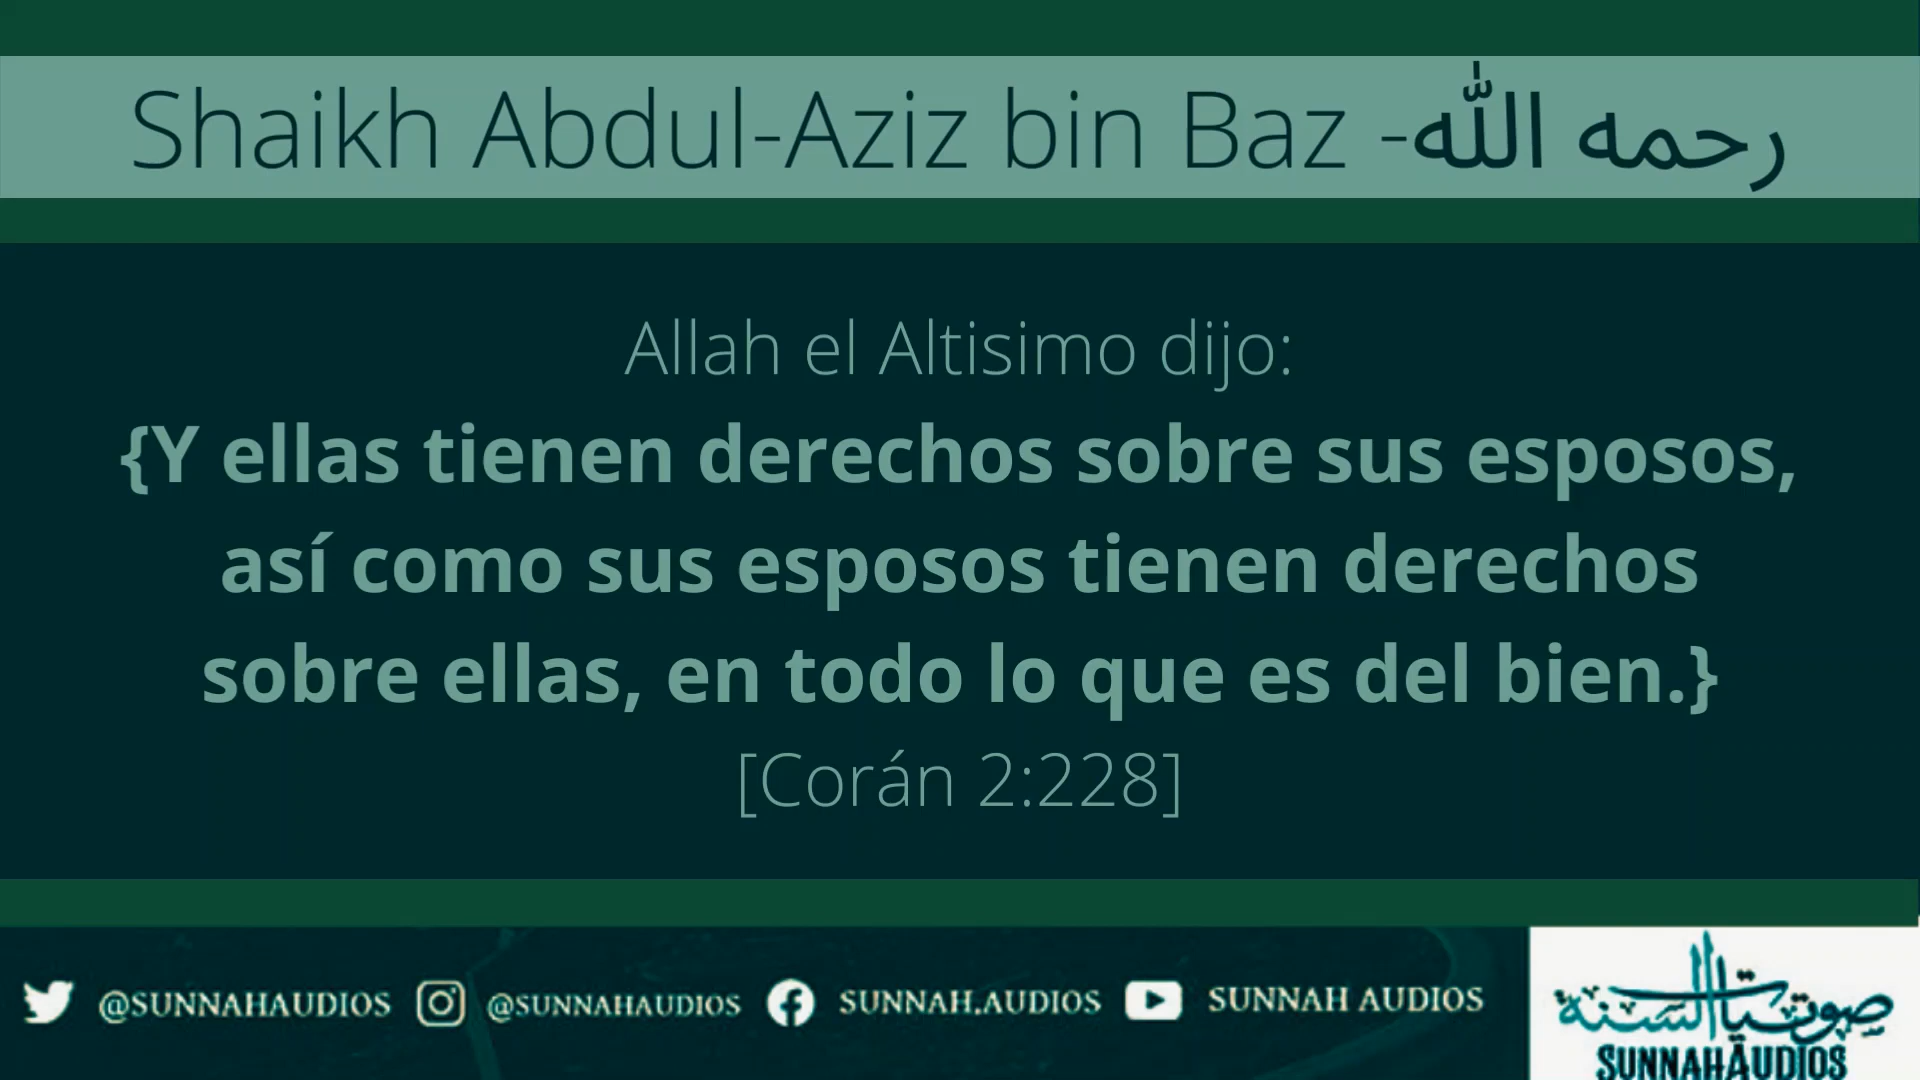 Shaikh Abdul-Aziz bin Baz -رحمه الله
Allah el Altisimo dijo:
{Y ellas tienen derechos sobre sus esposos,
así como sus esposos tienen derechos
sobre ellas, en todo lo que es del bien.}
[Corán 2:228]
@SUNNAHAUDIOS @SUNNAHAUDIOS SUNNAH.AUDIOS SUNNAH AUDIOS
صوتيات السنة
SUNNAHAUDIOS